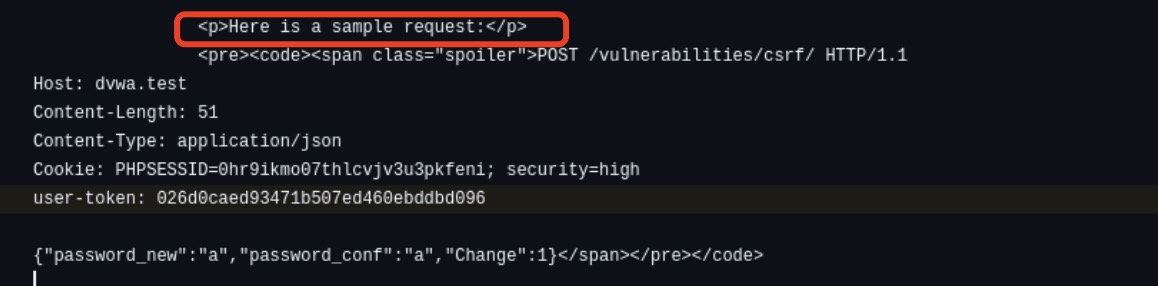 <p>Here is a sample request:</p>
<pre><code><span class="spoiler">POST /vulnerabilities/csrf/ HTTP/1.1
Host: dvwa.test
Content-Length: 51
Content-Type: application/json
Cookie: PHPSESSID=0hr9ikmo07thlcvjv3u3pkfeni; security=high
user-token: 026d0caed93471b507ed460ebddbd096
{"password_new":"a","password_conf":"a","Change":1}</span></pre></code>